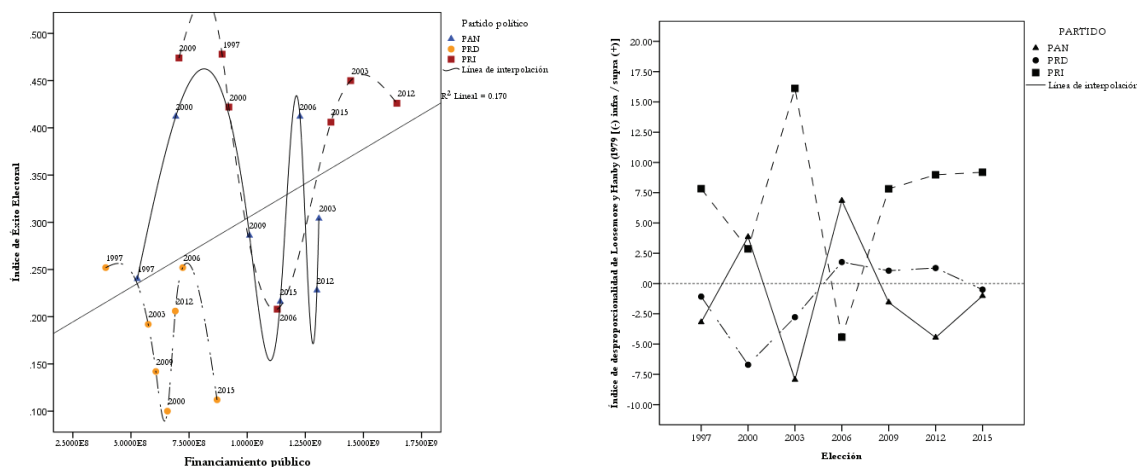 Índice de Éxito Electoral
.500
.450
.400
.350
.300
.250
.200
.150
.100
2009
1997
2000
2000
2003
2012
2006
2015
2003
2009
1997
1997
2006
2015
2006
2012
2012
2003
2009
2000
2015
2.5000E8
5.0000E8
7.5000E8
1.0000E9
1.2500E9
1.5000E9
1.7500E9
Financiamiento público
Partido político
PAN
PRD
PRI
Línea de interpolación
R² Lineal = 0.170
Índice de desproporcionalidad de Loosemore y Hanby (1979 [(-) infra / supra (+)]
20.00
17.50
15.00
12.50
10.00
7.50
5.00
2.50
.00
-2.50
-5.00
-7.50
-10.00
1997
2000
2003
2006
2009
2012
2015
Elección
PARTIDO
PAN
PRD
PRI
Línea de interpolación